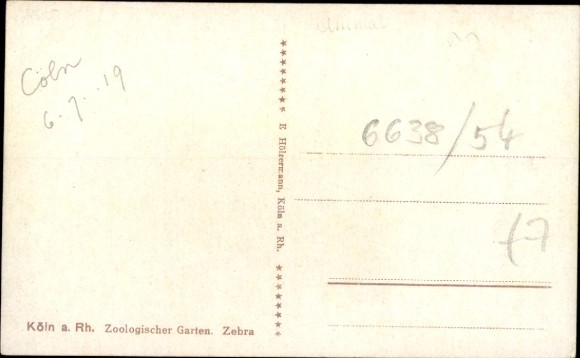 Cöln
6.7.19
★★★★★★★★ E Hölzermann, Köln a. Rh. ★★★★★★★★
6638/54
Köln a. Rh. Zoologischer Garten. Zebra